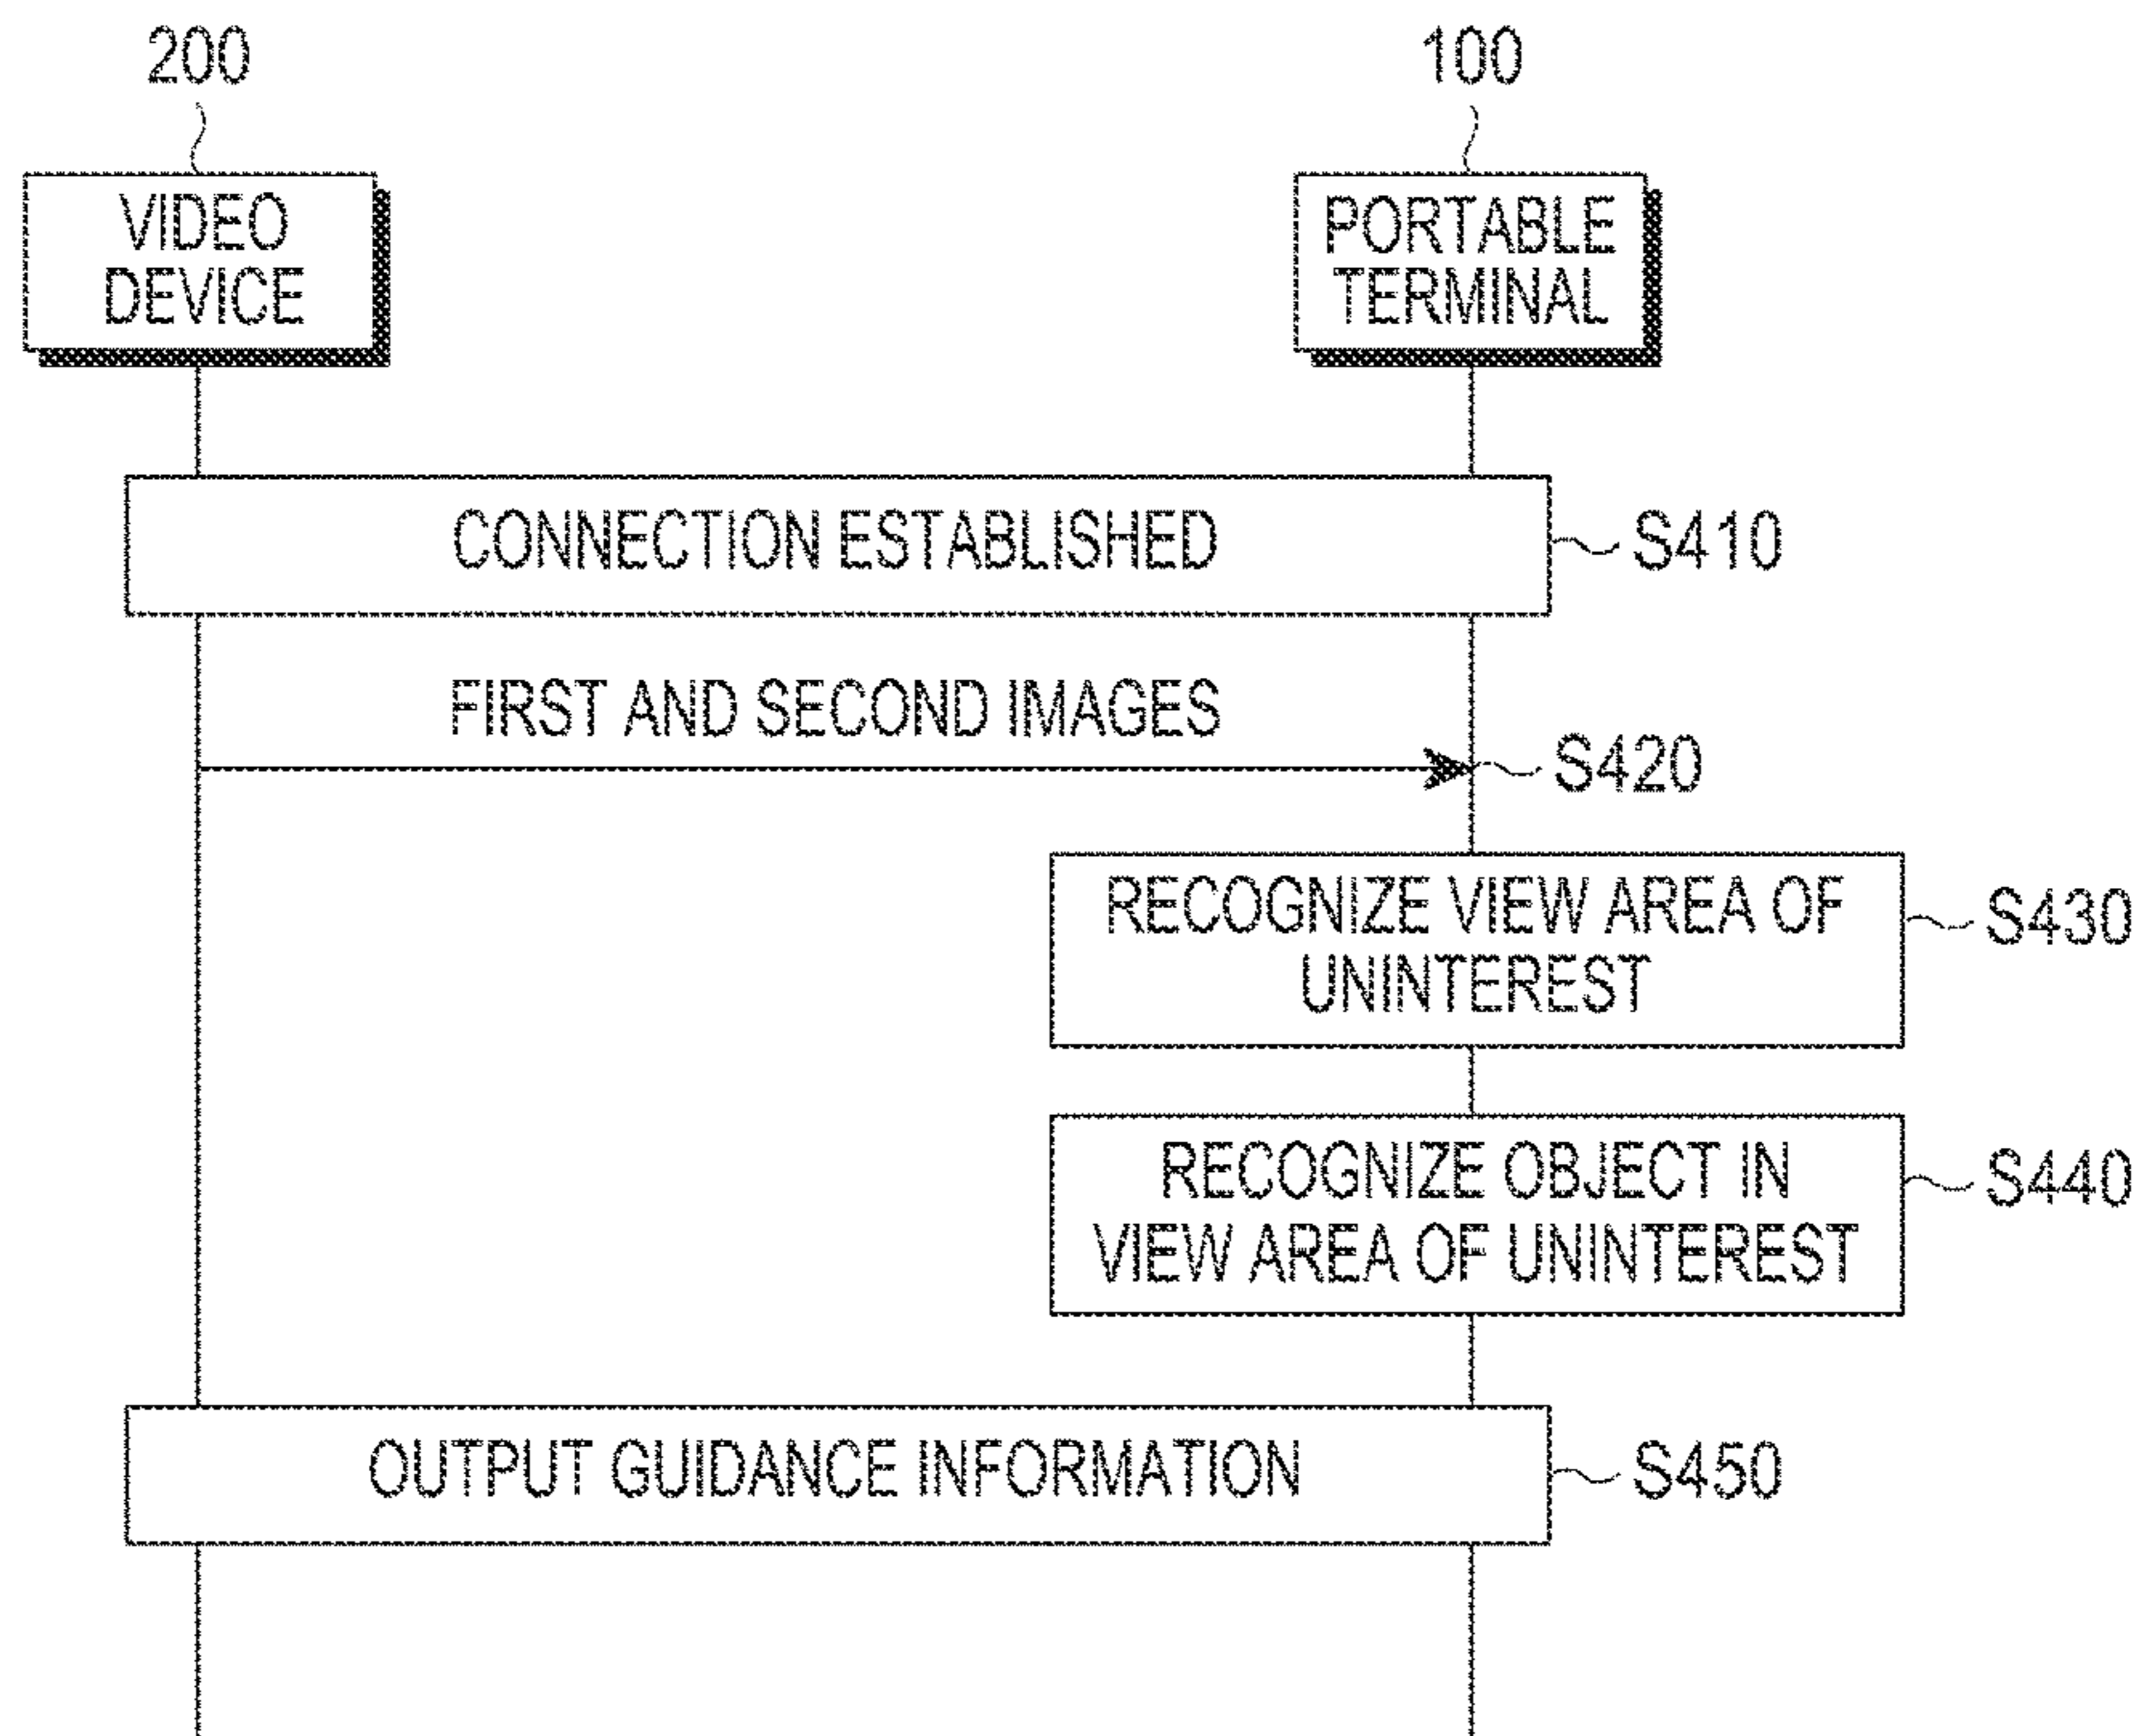 200
100
VIDEO
DEVICE
PORTABLE
TERMINAL
CONNECTION ESTABLISHED
S410
FIRST AND SECOND IMAGES
S420
RECOGNIZE VIEW AREA OF
UNINTEREST
S430
RECOGNIZE OBJECT IN
VIEW AREA OF UNINTEREST
S440
OUTPUT GUIDANCE INFORMATION
S450